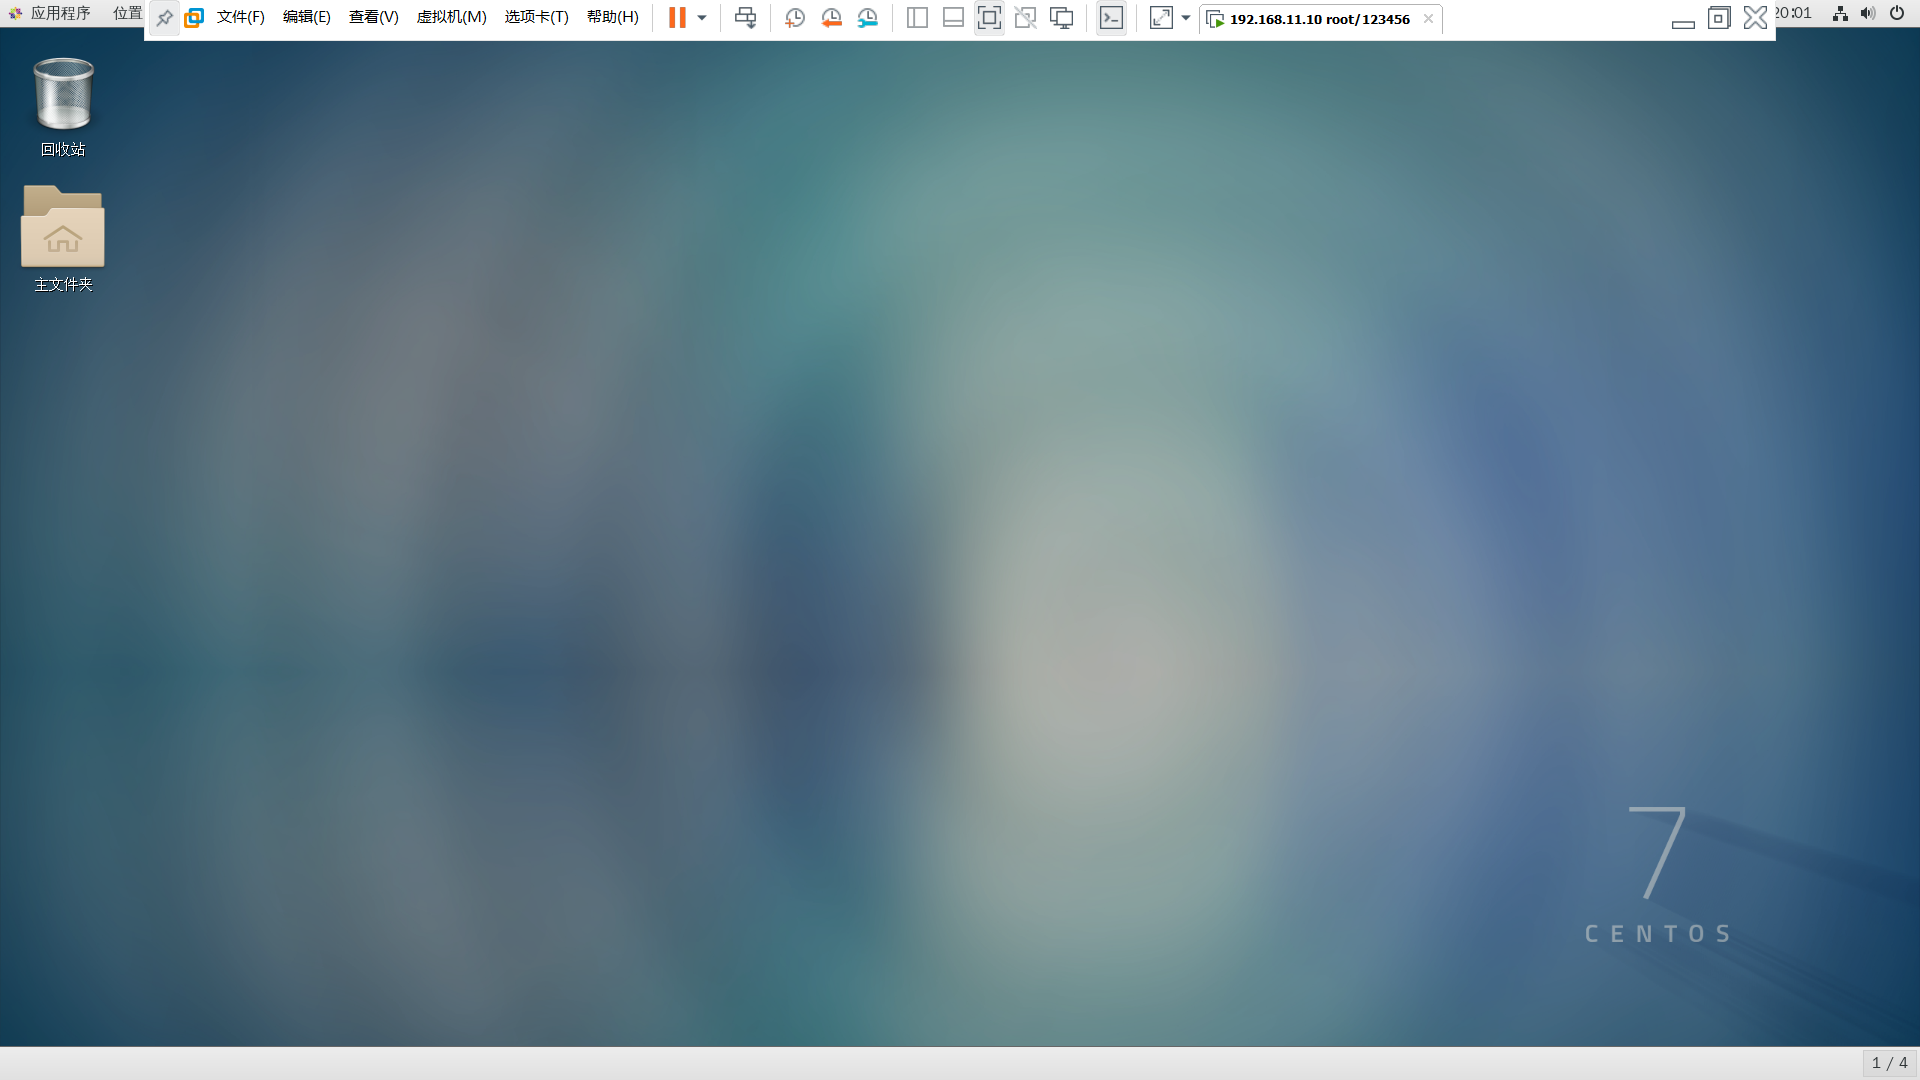 应用程序 位置 文件(F) 编辑(E) 查看(V) 虚拟机(M) 选项卡(T) 帮助(H) 192.168.11.10 root/123456 20:01
回收站
主文件夹
7
CENTOS
1 / 4